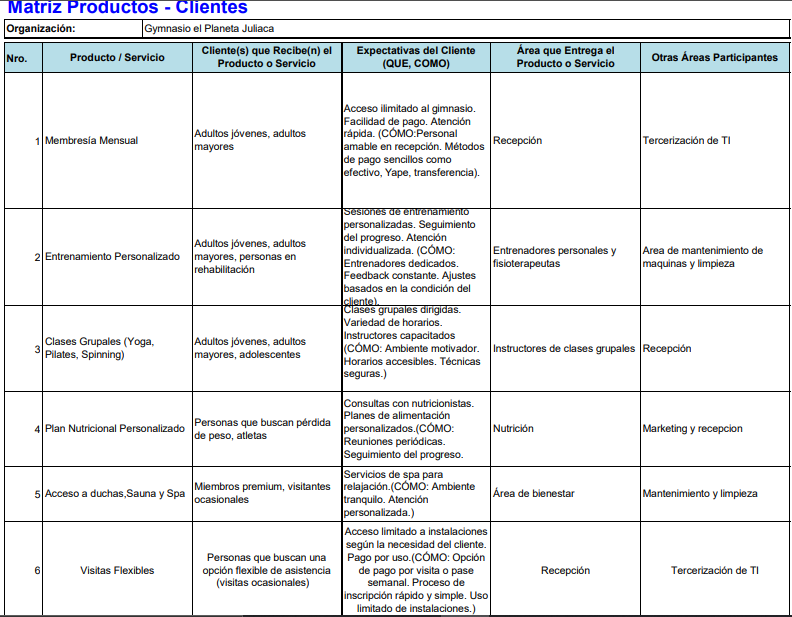 Matriz Productos - Clientes
Organización: Gymnasio el Planeta Juliaca
Nro. Producto / Servicio Cliente(s) que Recibe(n) el Producto o Servicio Expectativas del Cliente (QUE, COMO) Área que Entrega el Producto o Servicio Otras Áreas Participantes
1 Membresía Mensual
Adultos jóvenes, adultos
mayores
Acceso ilimitado al gimnasio.
Facilidad de pago. Atención
rápida. (CÓMO:Personal
amable en recepción. Métodos
de pago sencillos como
efectivo, Yape, transferencia).
Recepción
Tercerización de TI
2 Entrenamiento Personalizado
Adultos jóvenes, adultos
mayores, personas en
rehabilitación
Sesiones de entrenamiento
personalizadas. Seguimiento
del progreso. Atención
individualizada. (CÓMO:
Entrenadores dedicados.
Feedback constante. Ajustes
basados en la condición del
cliente).
Entrenadores personales y
fisioterapeutas
Area de mantenimiento de
maquinas y limpieza
3 Clases Grupales (Yoga,
Pilates, Spinning)
Adultos jóvenes, adultos
mayores, adolescentes
Clases grupales dirigidas.
Variedad de horarios.
Instructores capacitados
(CÓMO: Ambiente motivador.
Horarios accesibles. Técnicas
seguras.)
Instructores de clases grupales
Recepción
4 Plan Nutricional Personalizado
Personas que buscan pérdida
de peso, atletas
Consultas con nutricionistas.
Planes de alimentación
personalizados.(CÓMO:
Reuniones periódicas.
Seguimiento del progreso.
Nutrición
Marketing y recepcion
5 Acceso a duchas,Sauna y Spa
Miembros premium, visitantes
ocasionales
Servicios de spa para
relajación.(CÓMO: Ambiente
tranquilo. Atención
personalizada.)
Área de bienestar
Mantenimiento y limpieza
6 Visitas Flexibles
Personas que buscan una
opción flexible de asistencia
(visitas ocasionales)
Acceso limitado a instalaciones
según la necesidad del cliente.
Pago por uso.(CÓMO: Opción
de pago por visita o pase
semanal. Proceso de
inscripción rápido y simple. Uso
limitado de instalaciones.)
Recepción
Tercerización de TI